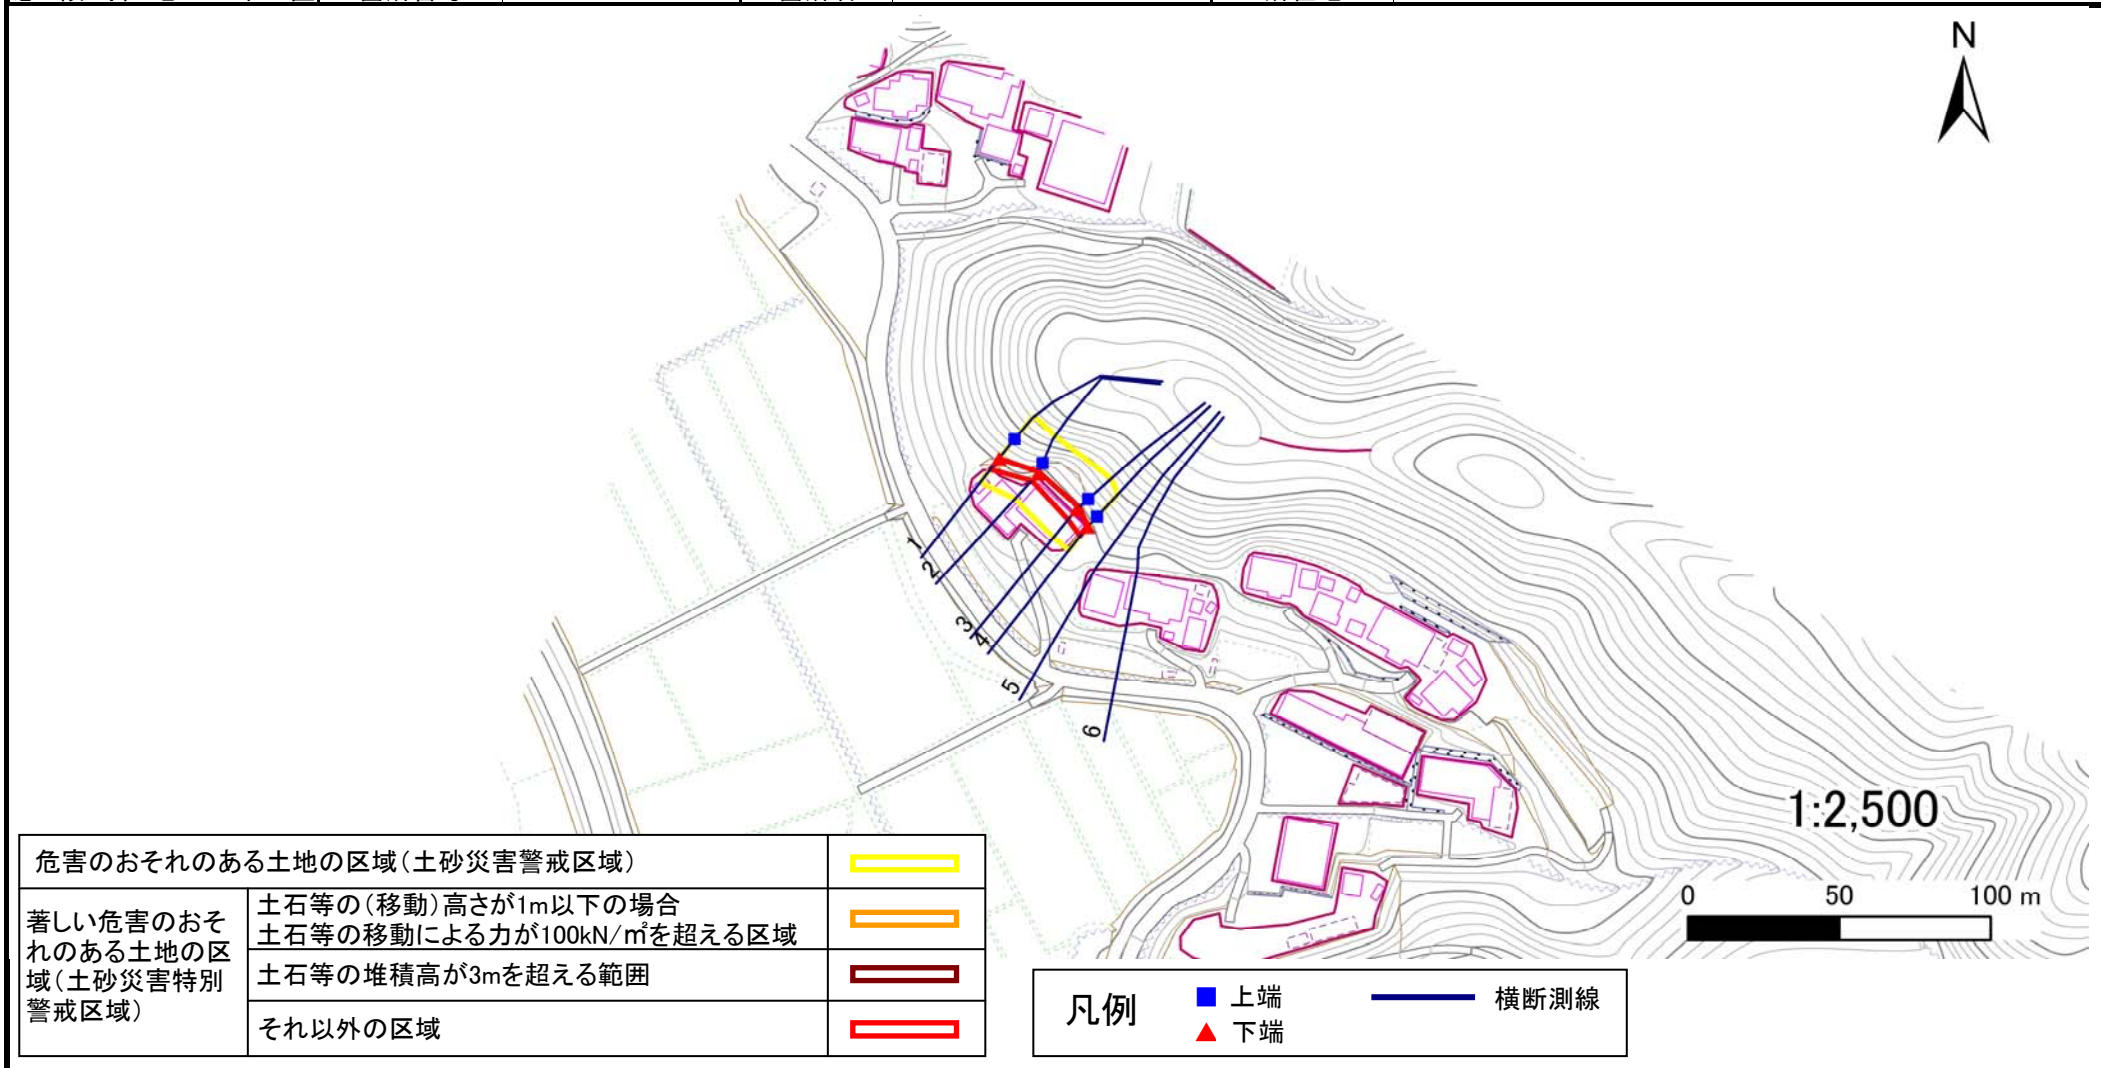 N
1
2
3
4
5
6
1:2,500
0 50 100 m
危害のおそれのある土地の区域(土砂災害警戒区域)
著しい危害のおそ
れのある土地の区
域(土砂災害特別
警戒区域)
土石等の(移動)高さが1m以下の場合
土石等の移動による力が100kN/㎡を超える区域
土石等の堆積高が3mを超える範囲
それ以外の区域
凡例
上端
下端
横断測線